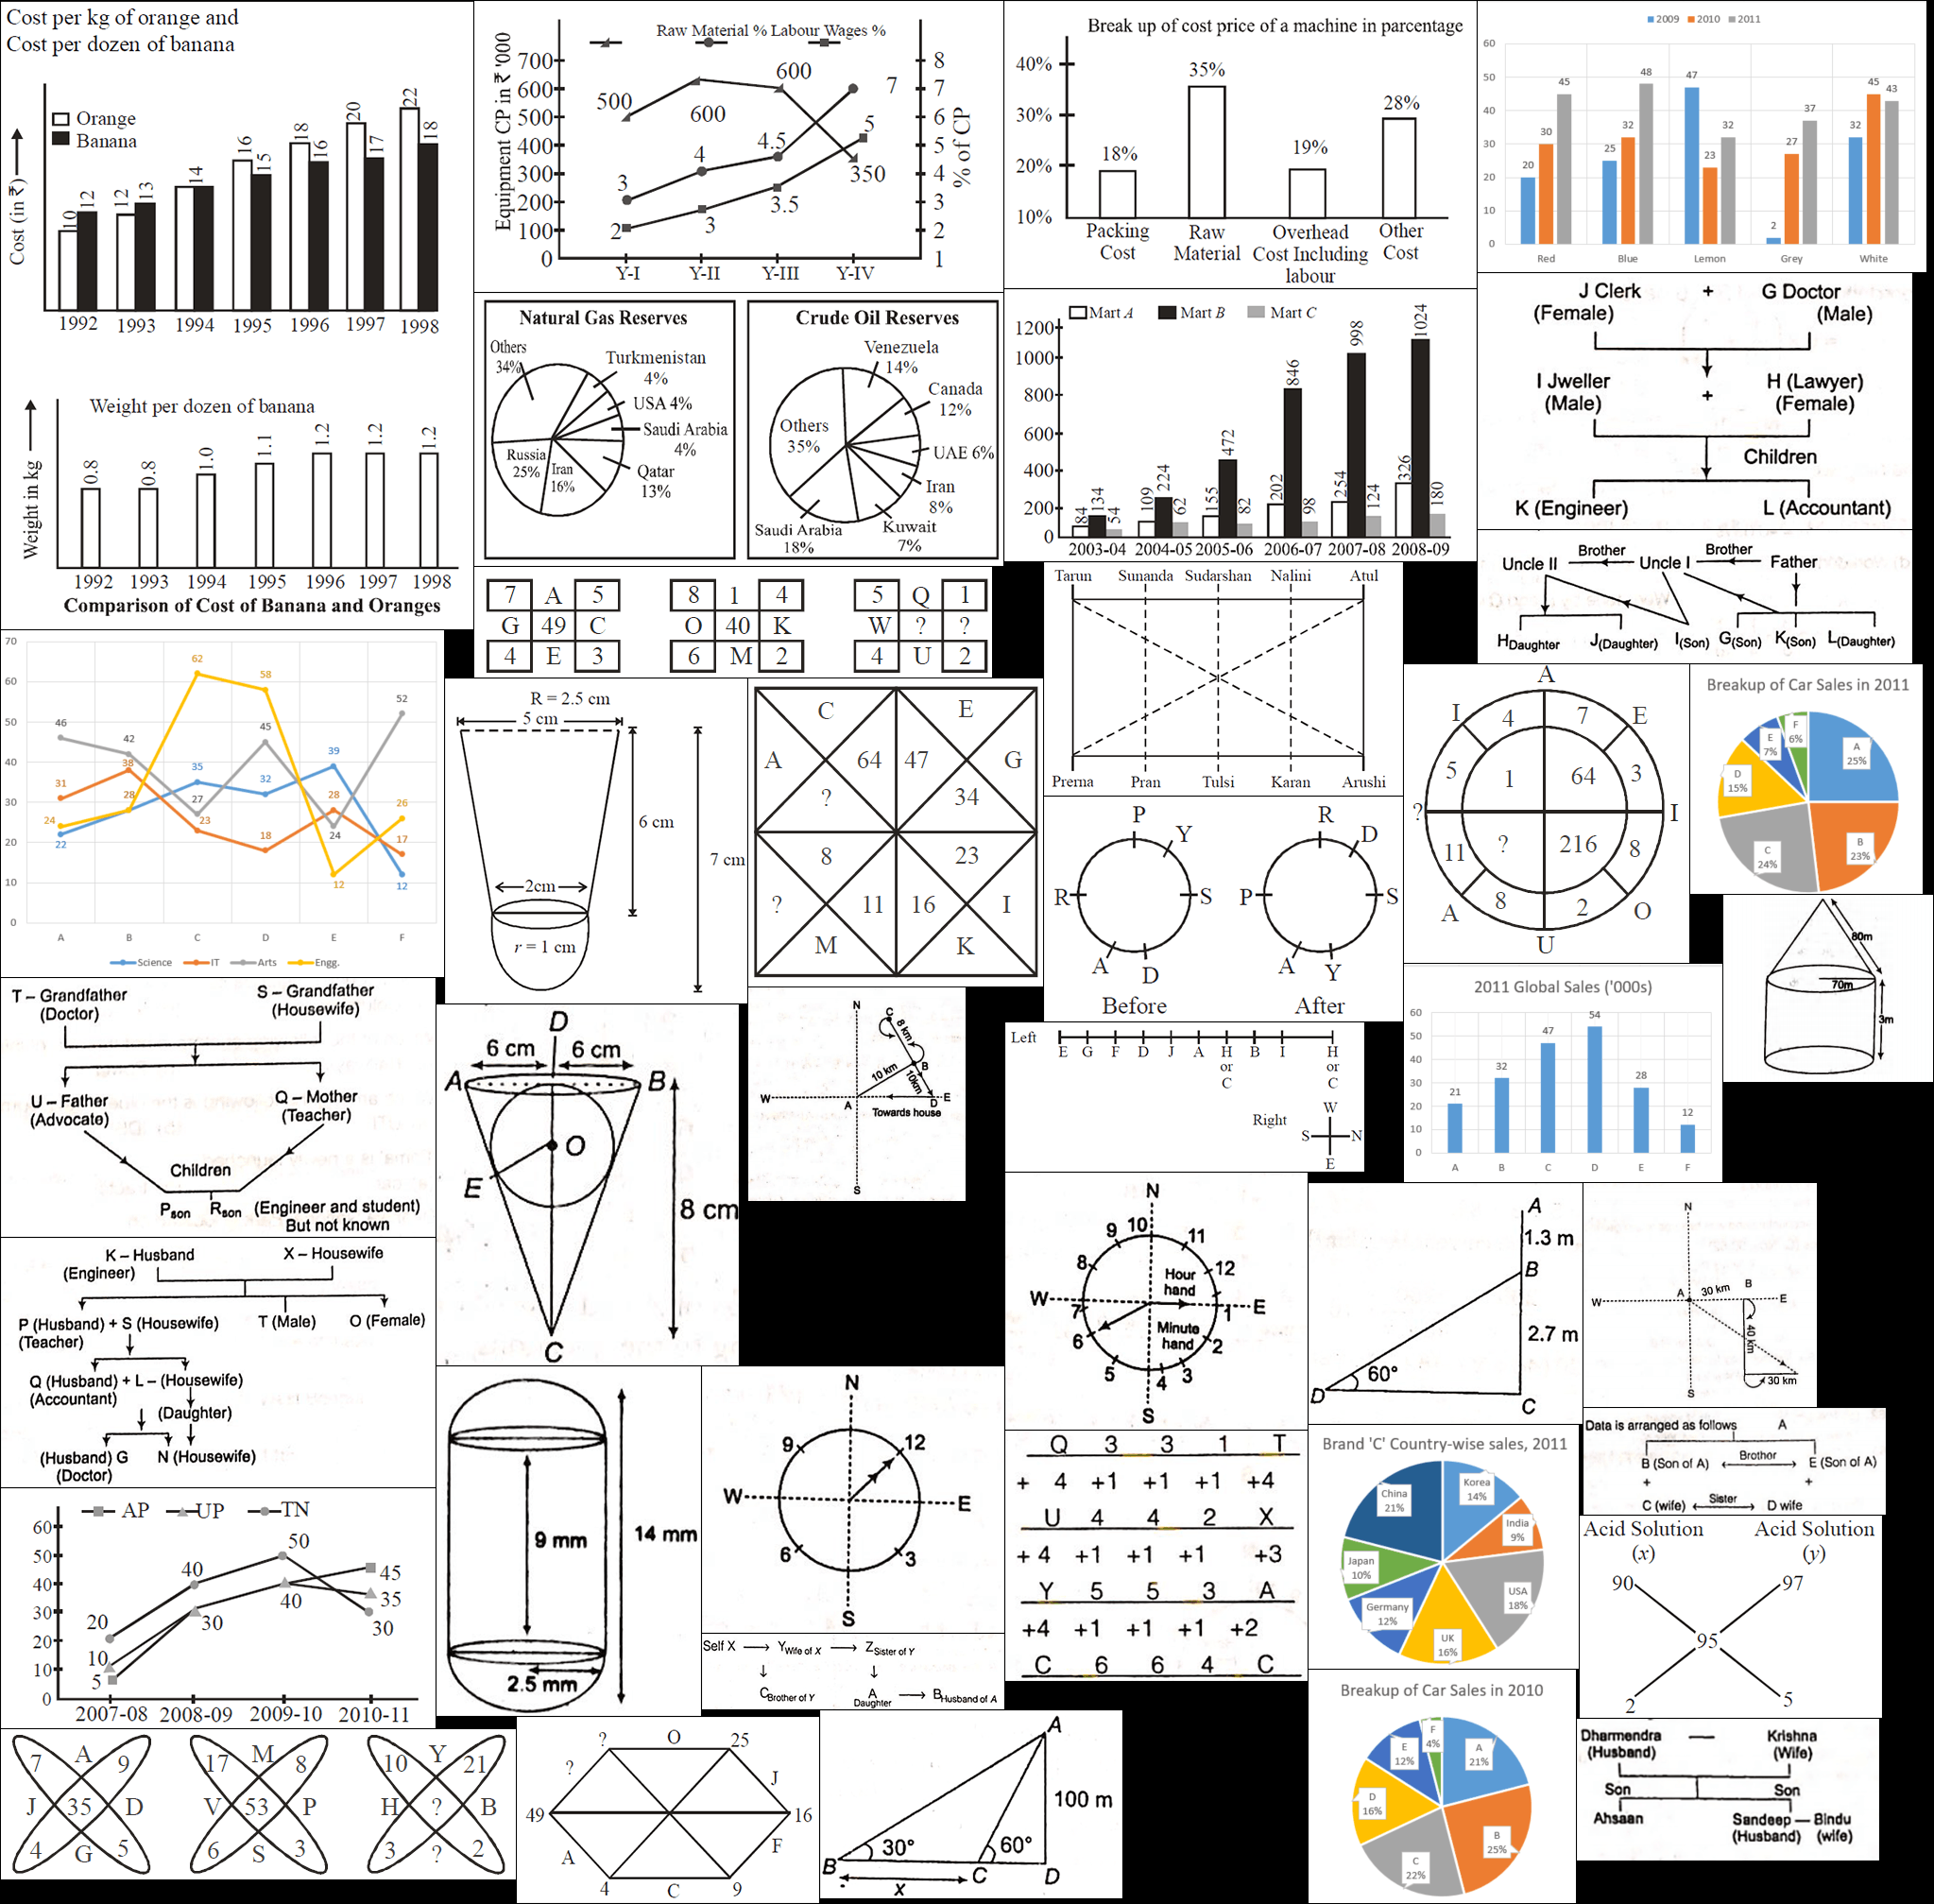 Cost per kg of orange and
Cost per dozen of banana
Cost (in ₹)
Orange
Banana
10 12 12 13 14 16 15 18 16 20 17 22 18
1992 1993 1994 1995 1996 1997 1998
Weight per dozen of banana
Weight in kg
0.8 0.8 1.0 1.1 1.2 1.2 1.2
1992 1993 1994 1995 1996 1997 1998
Comparison of Cost of Banana and Oranges
Raw Material % Labour Wages %
Equipment CP in ₹ '000
% of CP
700 600 500 400 300 200 100 0
8 7 6 5 4 3 2 1
500 600 600 350
3 4 4.5 7
2 3 3.5 5
Y-I Y-II Y-III Y-IV
Break up of cost price of a machine in parcentage
40%
30%
20%
10%
18% 35% 19% 28%
Packing Raw Overhead Other
Cost Material Cost Including Cost
labour
2009 2010 2011
60
50
40
30
20
10
0
20 30 45 25 32 48 47 23 32 2 27 37 32 45 43
Red Blue Lemon Grey White
Natural Gas Reserves
Others
34%
Turkmenistan
4%
USA 4%
Saudi Arabia
4%
Qatar
13%
Iran
16%
Russia
25%
Crude Oil Reserves
Venezuela
14%
Canada
12%
UAE 6%
Iran
8%
Kuwait
7%
Saudi Arabia
18%
Others
35%
Mart A Mart B Mart C
1200
1000
800
600
400
200
0
84 134 54 109 224 62 155 472 82 202 846 98 254 998 124 326 1024 180
2003-04 2004-05 2005-06 2006-07 2007-08 2008-09
J Clerk + G Doctor
(Female) (Male)
I Jweller H (Lawyer)
(Male) + (Female)
Children
K (Engineer) L (Accountant)
Uncle II Brother Uncle I Brother Father
HDaughter J(Daughter) I(Son) G(Son) K(Son) L(Daughter)
7 A 5 8 1 4 5 Q 1
G 49 C O 40 K W ? ?
4 E 3 6 M 2 4 U 2
Tarun Sunanda Sudarshan Nalini Atul
Prerna Pran Tulsi Karan Arushi
70
60
50
40
30
20
10
0
46 42 27 45 24 52
31 38 23 18 28 17
24 28 62 58 12 26
22 35 32 39 12
A B C D E F
Science IT Arts Engg.
R = 2.5 cm
5 cm
6 cm
7 cm
2cm
r = 1 cm
C E
A 64 47 G
? 34
8 23
? 11 16 I
M K
P Y S D A R
Before
R D S Y A P
After
A
I 4 7 E
5 1 64 3
? I
11 ? 216 8
A 8 2 O
U
Breakup of Car Sales in 2011
A
25%
B
23%
C
24%
D
15%
E
7%
F
6%
80m
70m
3m
T – Grandfather S – Grandfather
(Doctor) (Housewife)
U – Father Q – Mother
(Advocate) (Teacher)
Children
Pson Rson (Engineer and student)
But not known
D
6 cm 6 cm
A B
O
E
8 cm
C
N
C
8 km
B
10 km
10km
W A D E
Towards house
S
Left
E G F D J A H B I H
or or
C C
Right
W
S N
E
2011 Global Sales ('000s)
60
50
40
30
20
10
0
21 32 47 54 28 12
A B C D E F
K – Husband X – Housewife
(Engineer)
P (Husband) + S (Housewife) T (Male) O (Female)
(Teacher)
Q (Husband) + L – (Housewife)
(Accountant)
(Daughter)
(Husband) G N (Housewife)
(Doctor)
N
9 10 11
8 12
Hour
hand
W 7 1 E
Minute
hand
6 2
5 4 3
S
A
1.3 m
B
2.7 m
60°
D C
N
A 30 km B
W E
40 km
S
30 km
Data is arranged as follows A
B (Son of A) Brother E (Son of A)
+ +
C (wife) Sister D wife
AP UP TN
60
50
40
30
20
10
0
20 40 50 30
10 30 40 35
5 45
2007-08 2008-09 2009-10 2010-11
9 mm
14 mm
2.5 mm
N
9 12
W E
6 3
S
Self X YWife of X ZSister of Y
CBrother of Y A BHusband of A
Daughter
Q 3 3 1 T
+ 4 +1 +1 +1 +4
U 4 4 2 X
+ 4 +1 +1 +1 +3
Y 5 5 3 A
+4 +1 +1 +1 +2
C 6 6 4 C
Brand 'C' Country-wise sales, 2011
China
21%
Korea
14%
India
9%
USA
18%
UK
16%
Germany
12%
Japan
10%
Acid Solution Acid Solution
(x) (y)
90 97
95
2 5
7 A 9 17 M 8 10 Y 21
J 35 D V 53 P H ? B
4 G 5 6 S 3 3 ? 2
? O 25
? J
49 16
A F
4 C 9
A
100 m
30° 60°
B C D
x
Breakup of Car Sales in 2010
A
21%
B
25%
C
22%
D
16%
E
12%
F
4%
Dharmendra — Krishna
(Husband) (Wife)
Son Son
Ahsaan Sandeep — Bindu
(Husband) (wife)